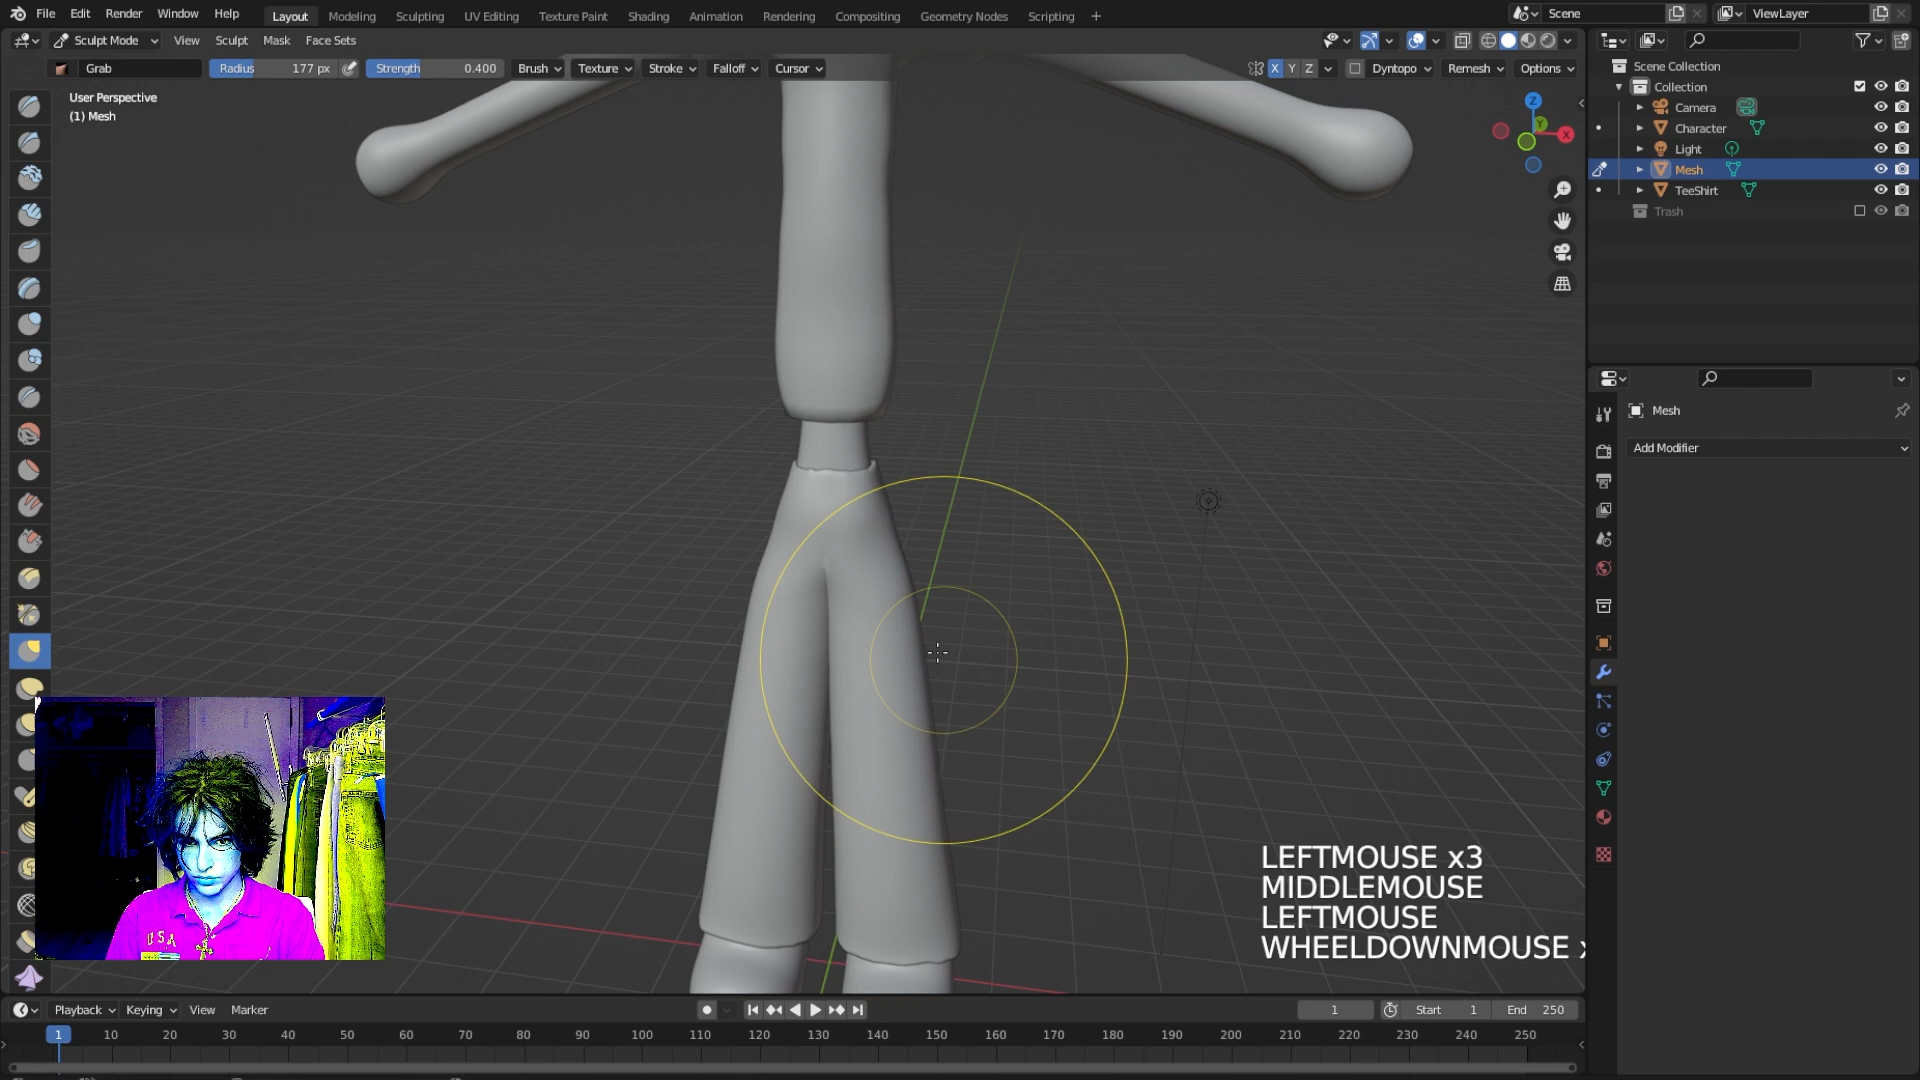 File Edit Render Window Help Layout Modeling Sculpting UV Editing Texture Paint Shading Animation Rendering Compositing Geometry Nodes Scripting + Scene ViewLayer
Sculpt Mode View Sculpt Mask Face Sets
Grab Radius 177 px Strength 0.400 Brush Texture Stroke Falloff Cursor X Y Z Dyntopo Remesh Options
User Perspective
(1) Mesh
Z
Y
X
Scene Collection
Collection
Camera
Character
Light
Mesh
TeeShirt
Trash
Mesh
Add Modifier
USA
LEFTMOUSE x3
MIDDLEMOUSE
LEFTMOUSE
WHEELDOWNMOUSE
Playback Keying View Marker 1 Start 1 End 250
1 10 20 30 40 50 60 70 80 90 100 110 120 130 140 150 160 170 180 190 200 210 220 230 240 250